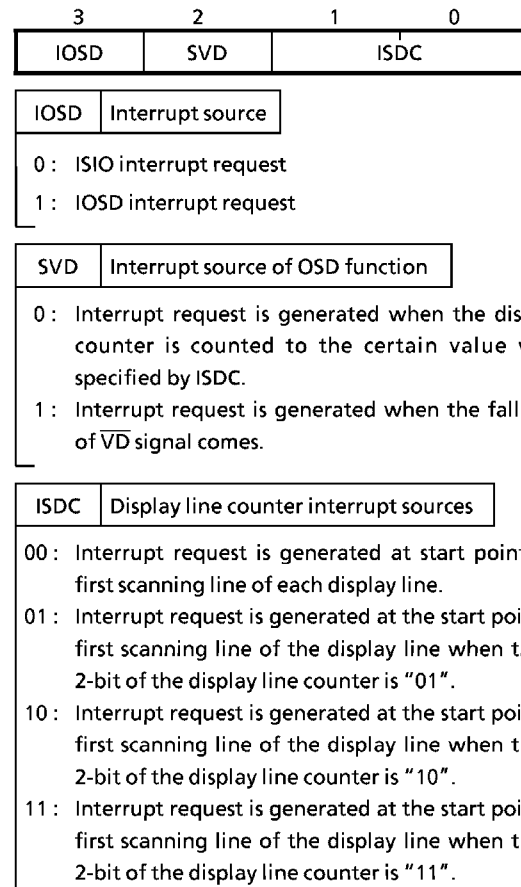 3 2 1 0
IOSD SVD ISDC
IOSD Interrupt source
0 : ISIO interrupt request
1 : IOSD interrupt request
SVD Interrupt source of OSD function
0 : Interrupt request is generated when the
counter is counted to the certain value
specified by ISDC.
1 : Interrupt request is generated when the
of VD signal comes.
ISDC Display line counter interrupt sources
00 : Interrupt request is generated at start
first scanning line of each display line.
01 : Interrupt request is generated at the start
first scanning line of the display line when
2-bit of the display line counter is "01".
10 : Interrupt request is generated at the start
first scanning line of the display line when
2-bit of the display line counter is "10".
11 : Interrupt request is generated at the start
first scanning line of the display line when
2-bit of the display line counter is "11".